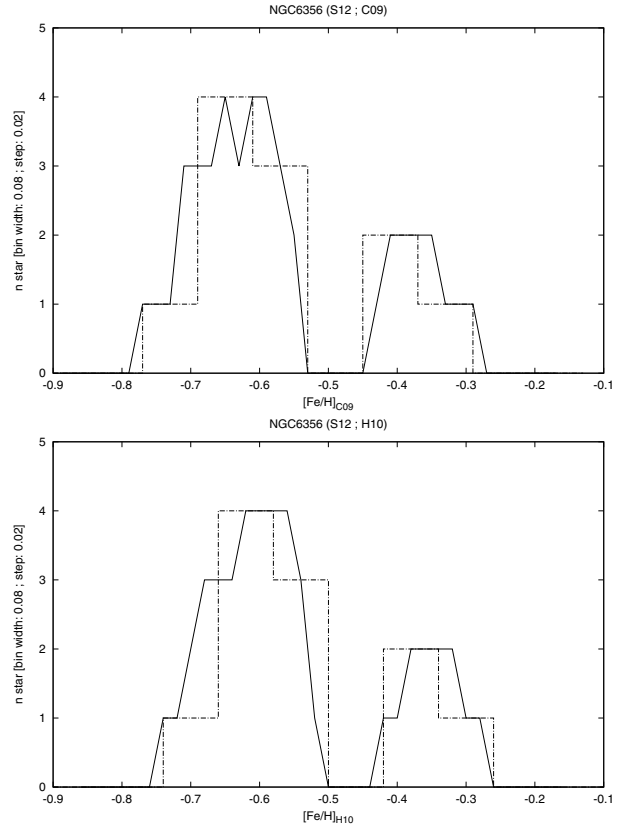 NGC6356 (S12 ; C09)
5
4
3
2
1
0
n star [bin width: 0.08 ; step: 0.02]
-0.9 -0.8 -0.7 -0.6 -0.5 -0.4 -0.3 -0.2 -0.1
[Fe/H]C09
NGC6356 (S12 ; H10)
5
4
3
2
1
0
n star [bin width: 0.08 ; step: 0.02]
-0.9 -0.8 -0.7 -0.6 -0.5 -0.4 -0.3 -0.2 -0.1
[Fe/H]H10